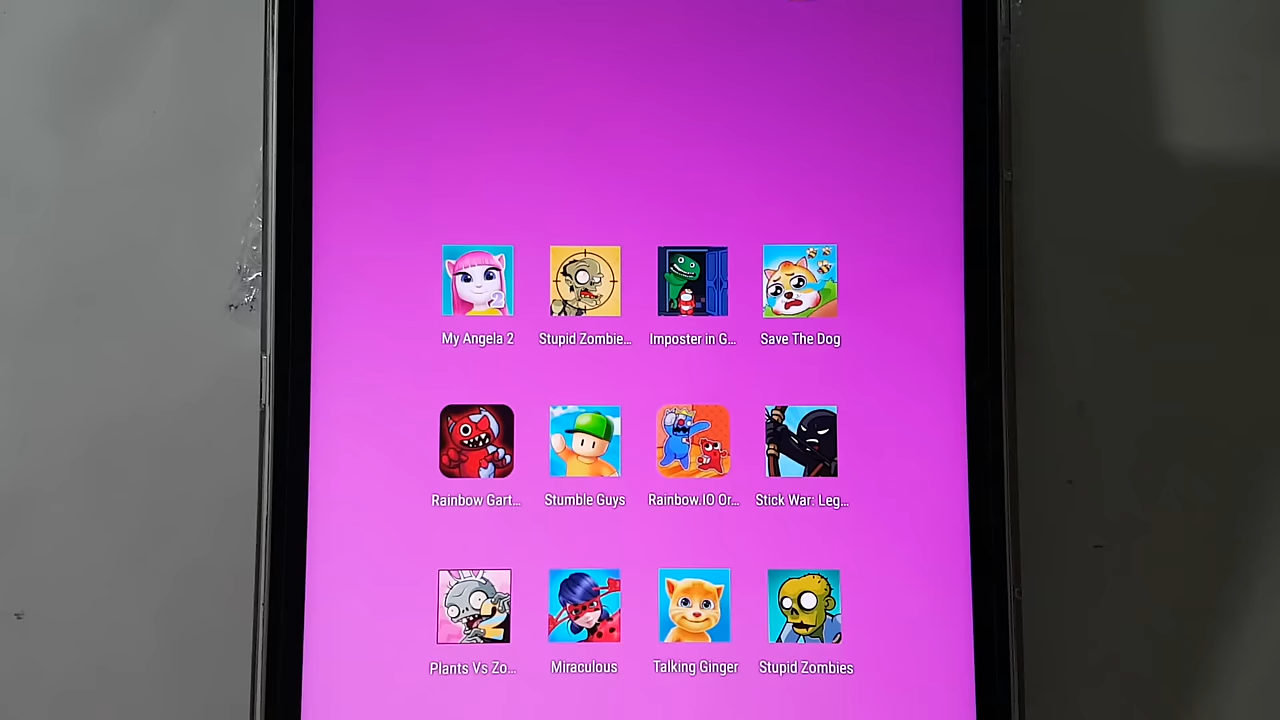 2
My Angela 2
Stupid Zombie...
Imposter in G...
Save The Dog
Rainbow Gart...
Stumble Guys
Rainbow.IO Or...
Stick War: Leg...
Plants Vs Zo...
Miraculous
Talking Ginger
Stupid Zombies